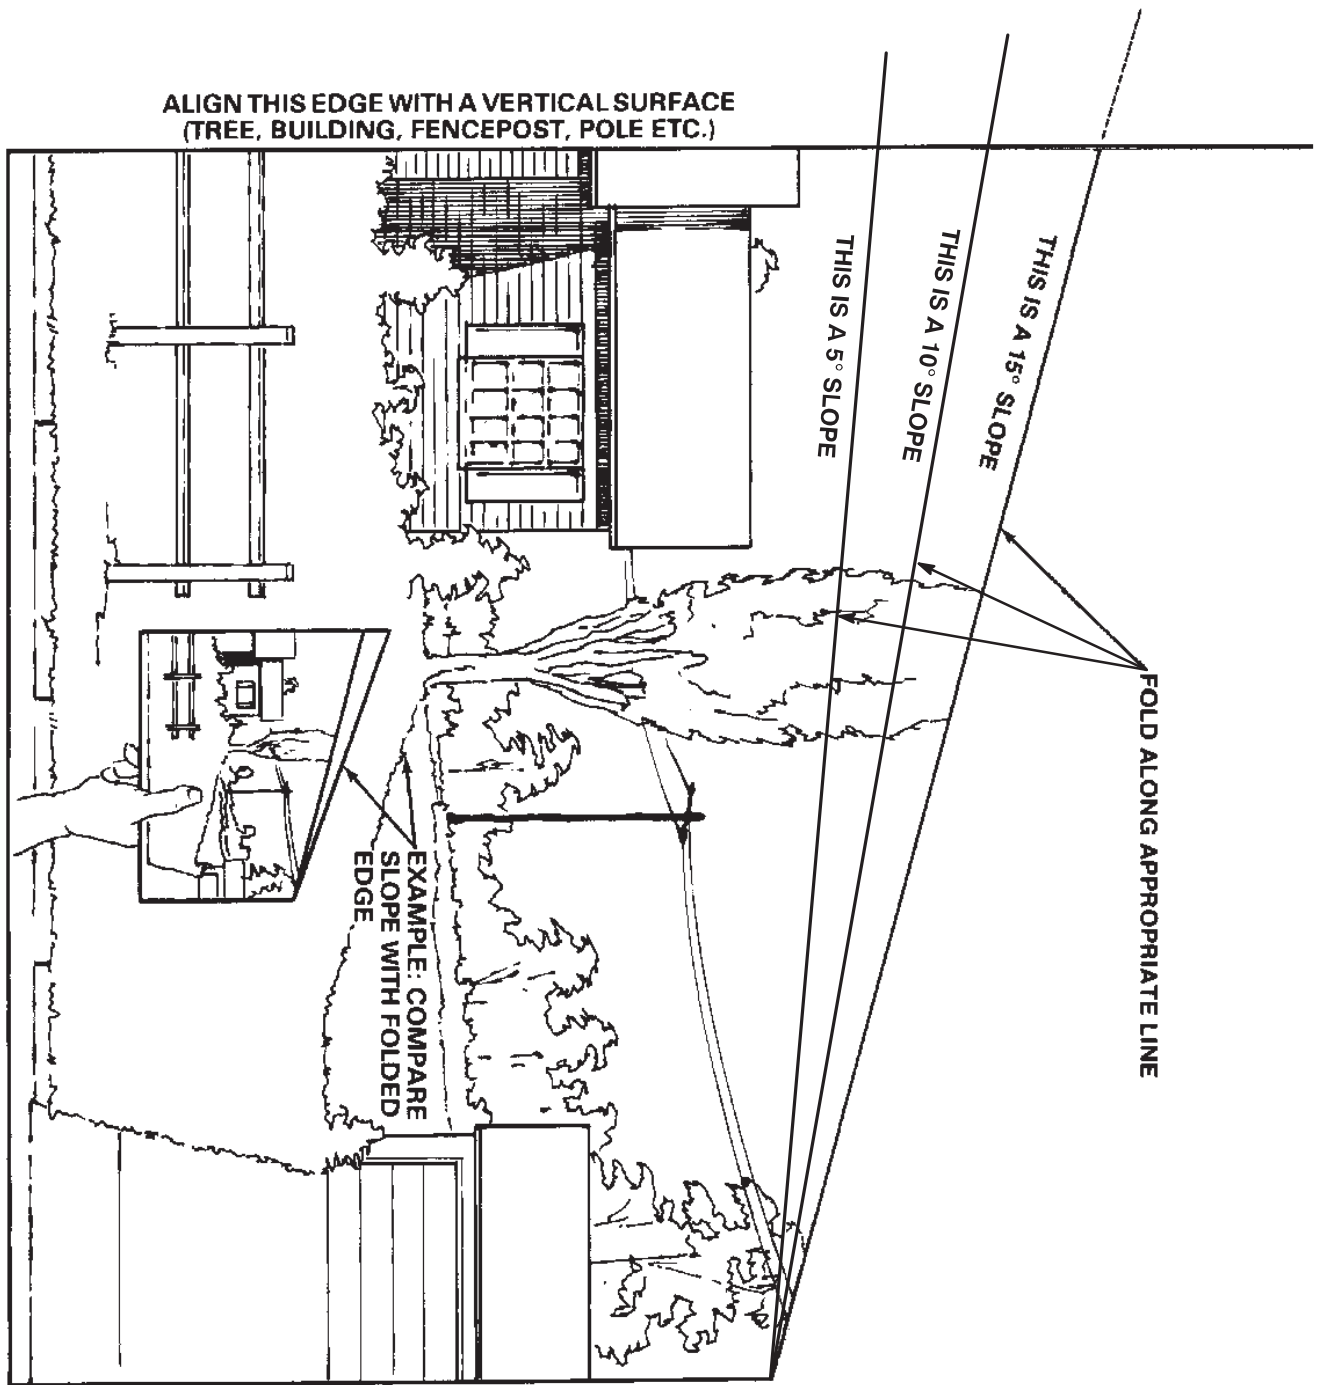 ALIGN THIS EDGE WITH A VERTICAL SURFACE
(TREE, BUILDING, FENCEPOST, POLE ETC.)
THIS IS A 5° SLOPE
THIS IS A 10° SLOPE
THIS IS A 15° SLOPE
FOLD ALONG APPROPRIATE LINE
EXAMPLE: COMPARE
SLOPE WITH FOLDED
EDGE